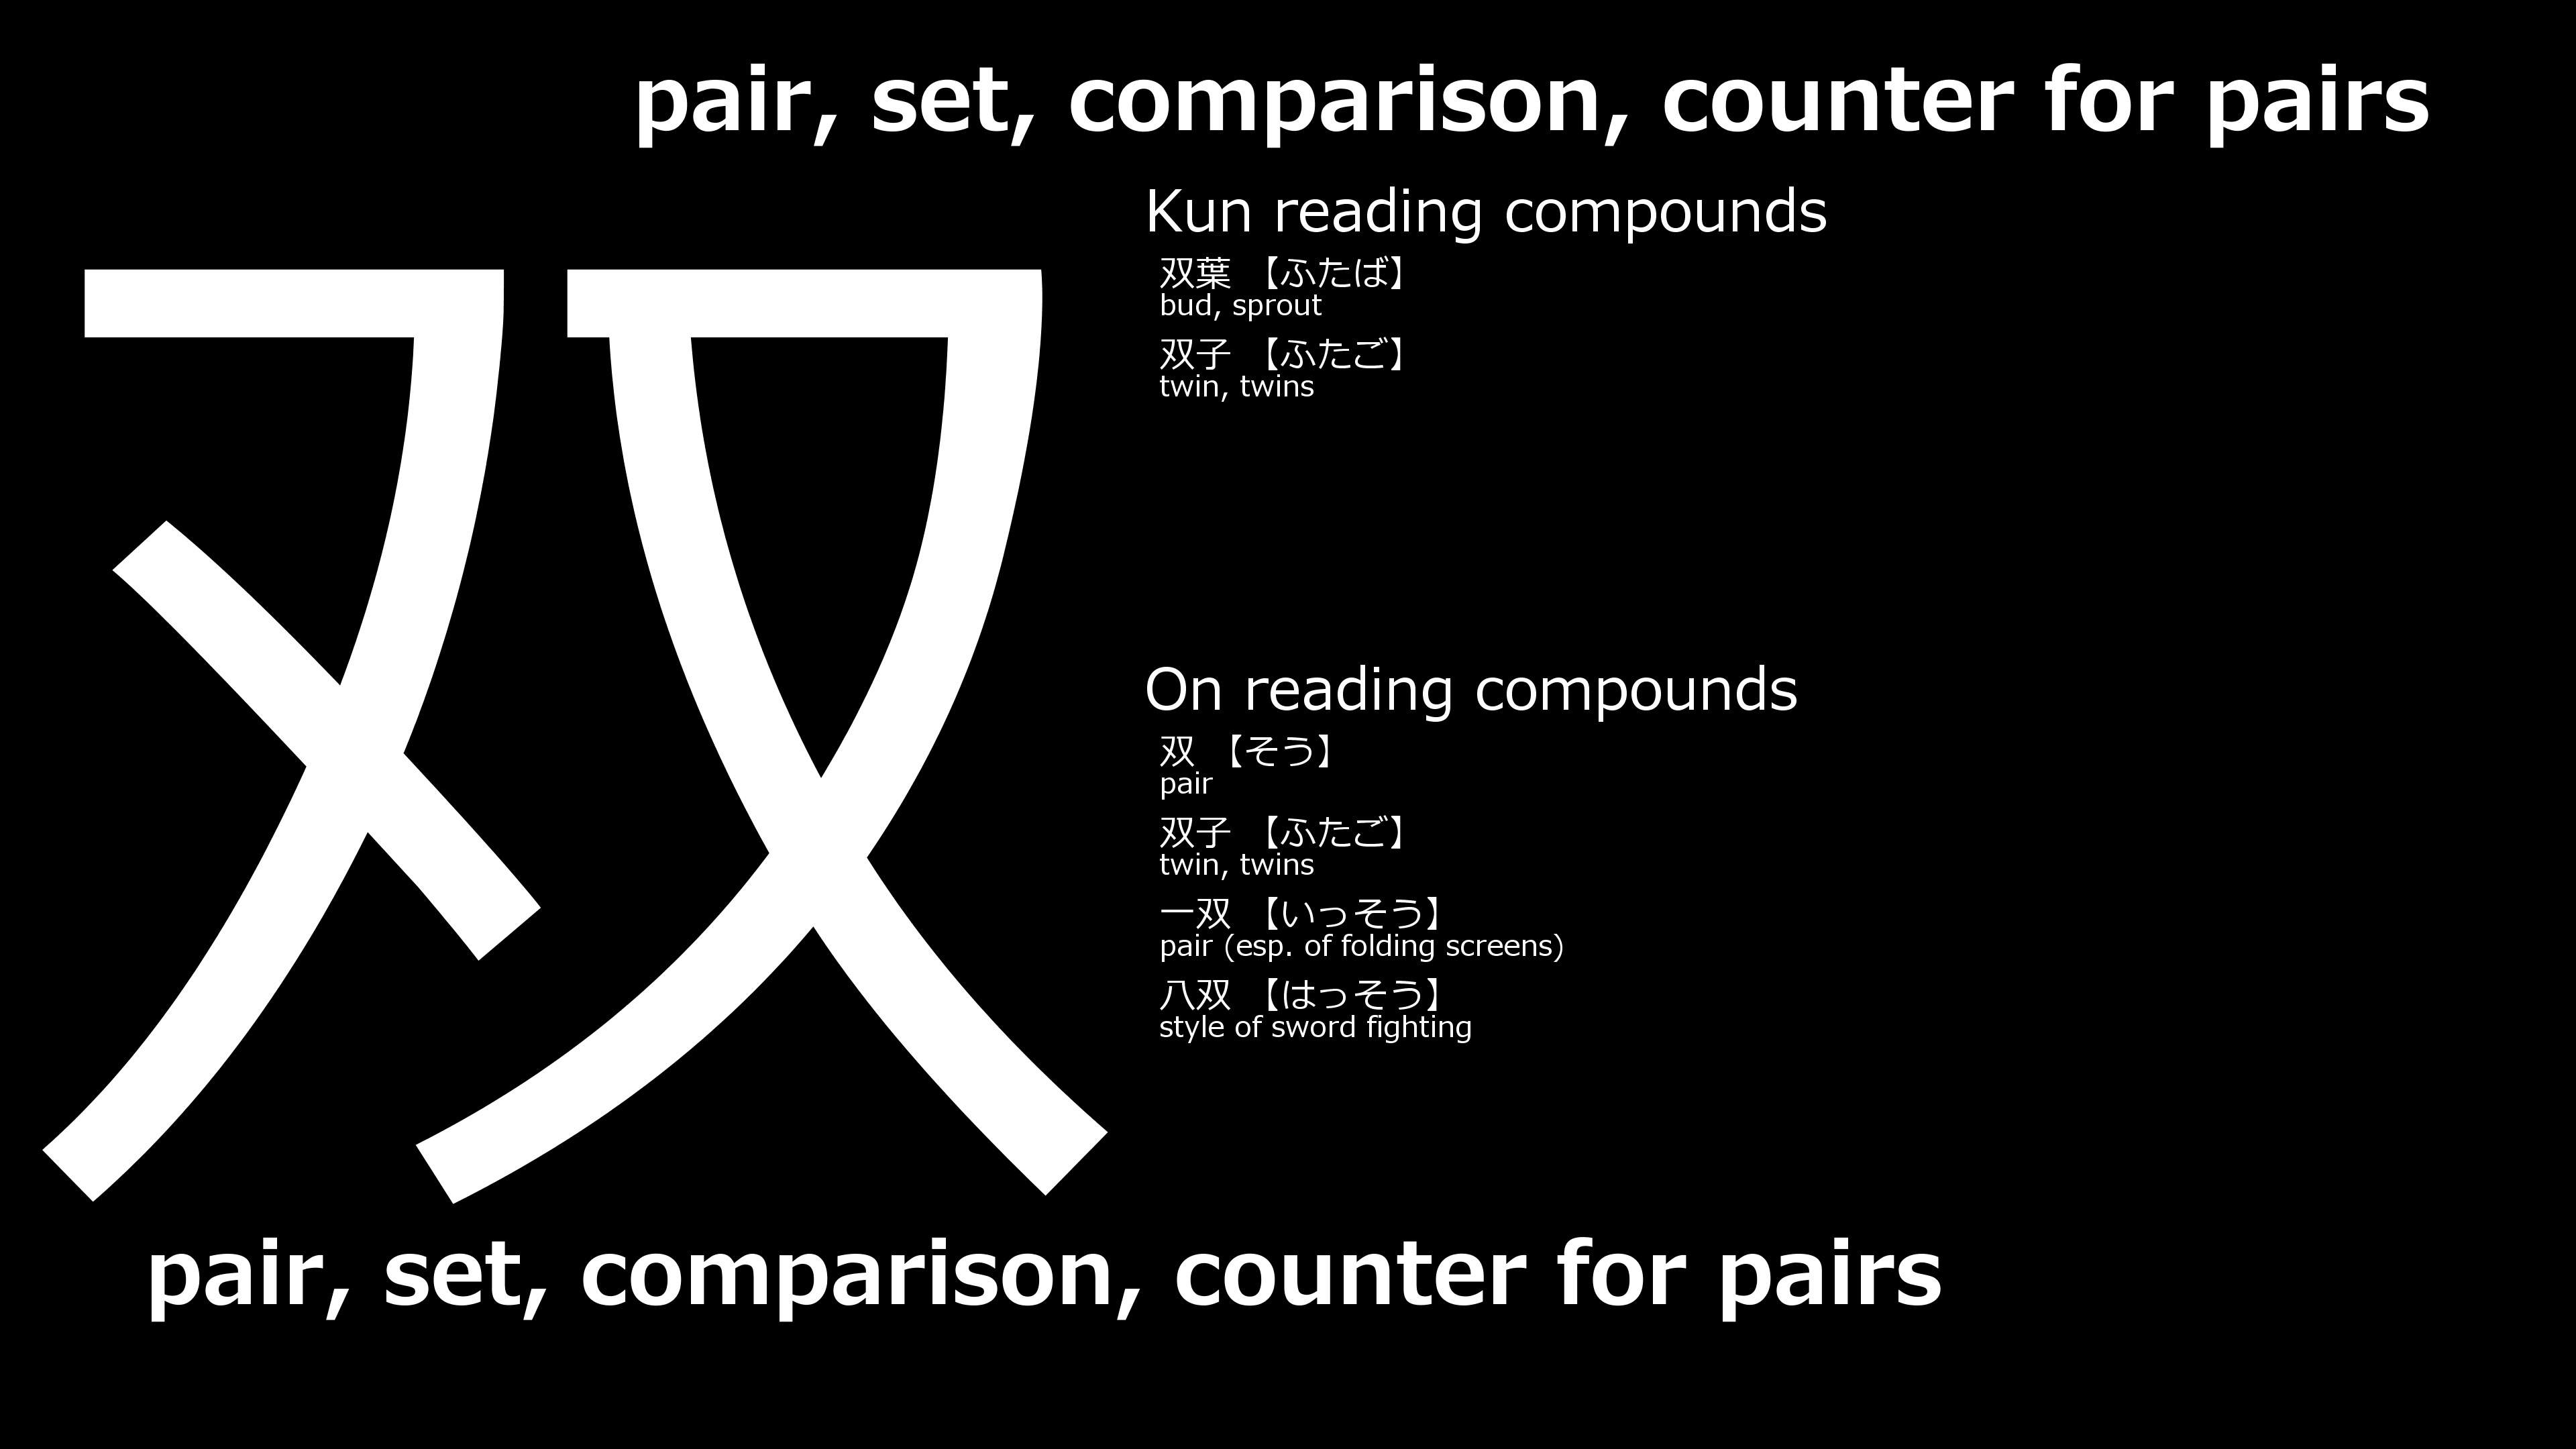 pair, set, comparison, counter for pairs
双
Kun reading compounds
双葉 【ふたば】
bud, sprout
双子 【ふたご】
twin, twins
On reading compounds
双 【そう】
pair
双子 【ふたご】
twin, twins
一双 【いっそう】
pair (esp. of folding screens)
八双 【はっそう】
style of sword fighting
pair, set, comparison, counter for pairs